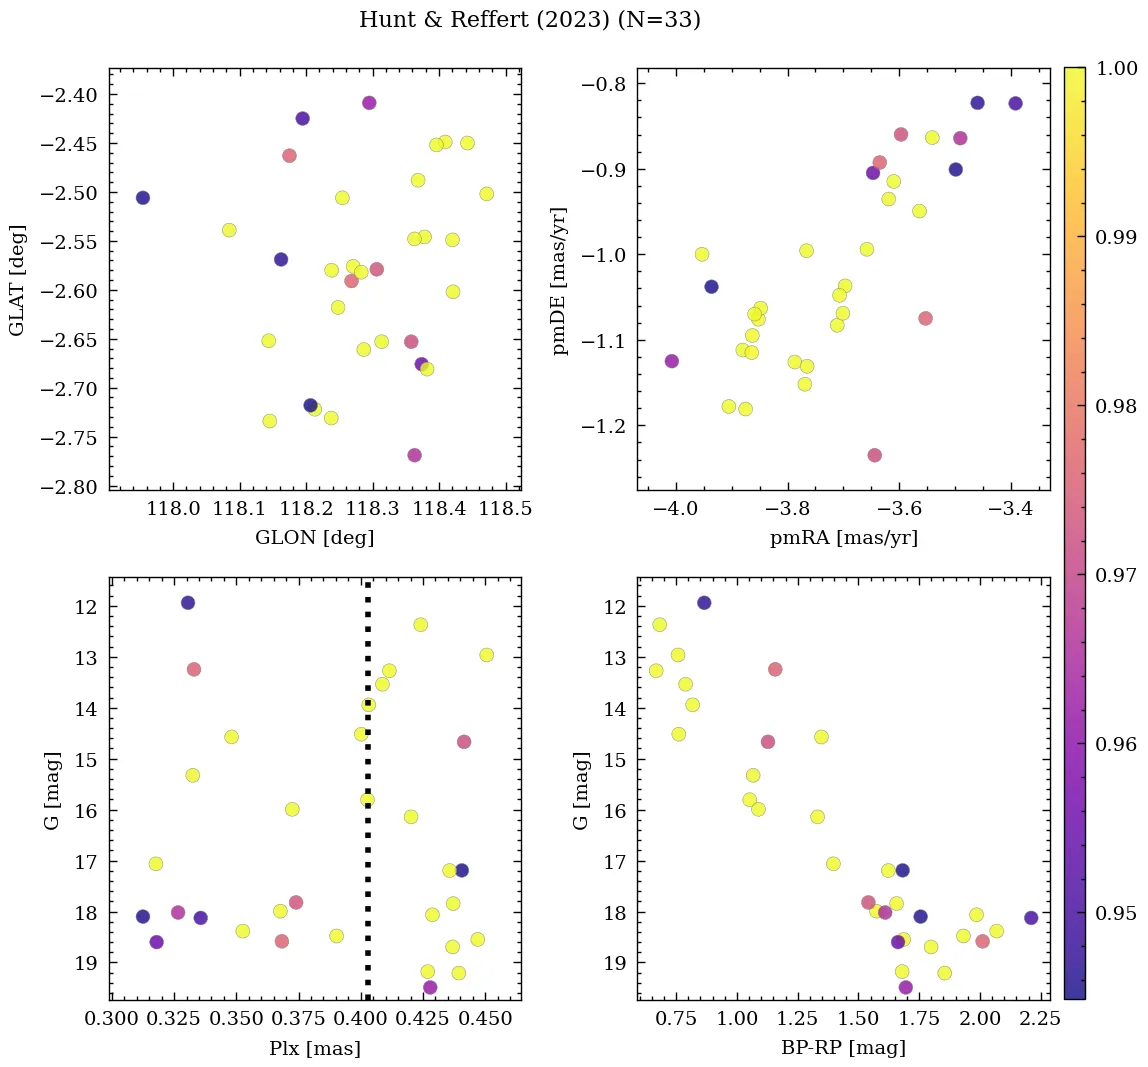 Hunt & Reffert (2023) (N=33)
−2.40
−2.45
−2.50
−2.55
−2.60
−2.65
−2.70
−2.75
−2.80
GLAT [deg]
118.0 118.1 118.2 118.3 118.4 118.5
GLON [deg]
−0.8
−0.9
−1.0
−1.1
−1.2
pmDE [mas/yr]
−4.0 −3.8 −3.6 −3.4
pmRA [mas/yr]
12
13
14
15
16
17
18
19
G [mag]
0.300 0.325 0.350 0.375 0.400 0.425 0.450
Plx [mas]
12
13
14
15
16
17
18
19
G [mag]
0.75 1.00 1.25 1.50 1.75 2.00 2.25
BP-RP [mag]
1.00
0.99
0.98
0.97
0.96
0.95